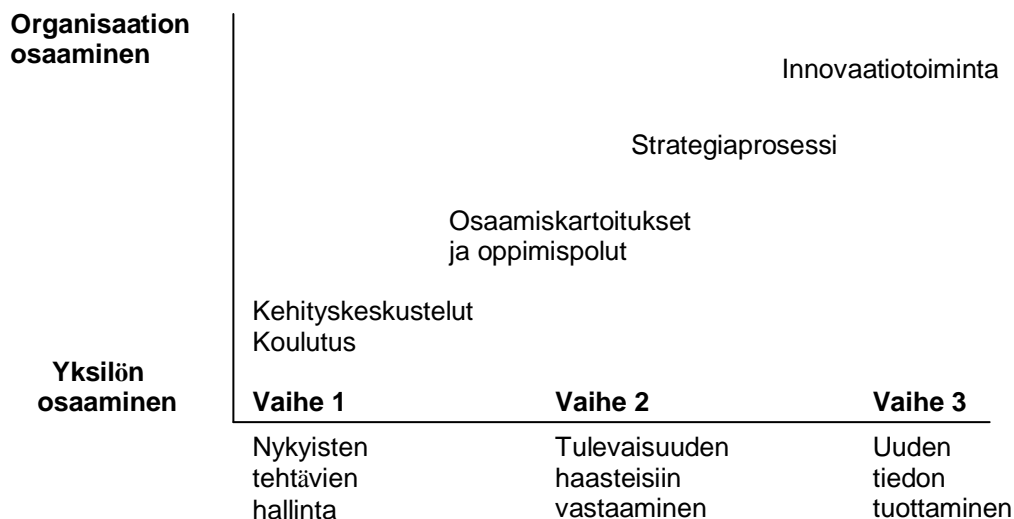 Organisaation
osaaminen
Innovaatiotoiminta
Strategiaprosessi
Osaamiskartoitukset
ja oppimispolut
Kehityskeskustelut
Koulutus
Yksilön
osaaminen
Vaihe 1
Vaihe 2
Vaihe 3
Nykyisten
tehtävien
hallinta
Tulevaisuuden
haasteisiin
vastaaminen
Uuden
tiedon
tuottaminen